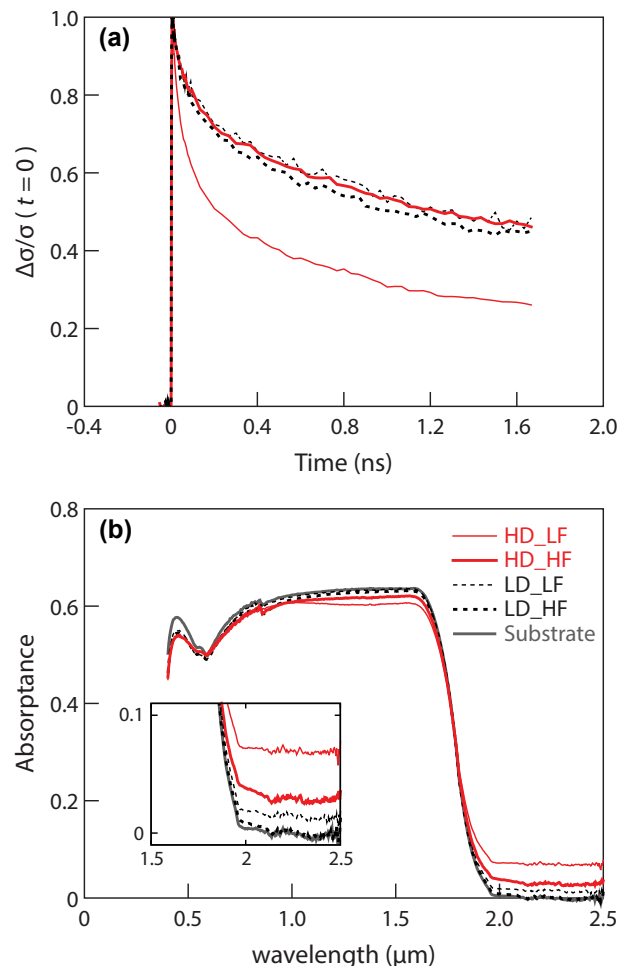 (a)
1.0
0.8
0.6
0.4
0.2
0
Δσ/σ ( t = 0 )
-0.4 0 0.4 0.8 1.2 1.6 2.0
Time (ns)
(b)
0.8
0.6
0.4
0.2
0
Absorptance
HD_LF
HD_HF
LD_LF
LD_HF
Substrate
0.1
0
1.5 2 2.5
0 0.5 1.0 1.5 2.0 2.5
wavelength (μm)